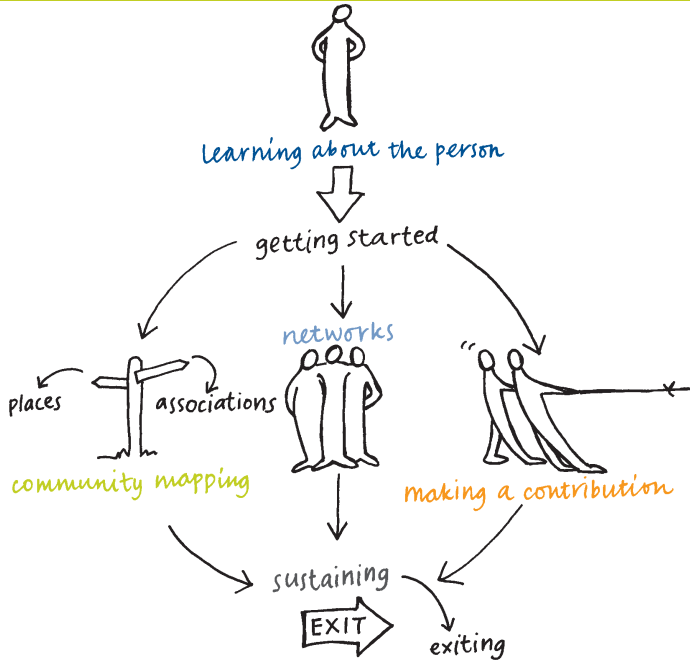 learning about the person
getting started
networks
places
associations
community mapping
making a contribution
sustaining
EXIT
exiting